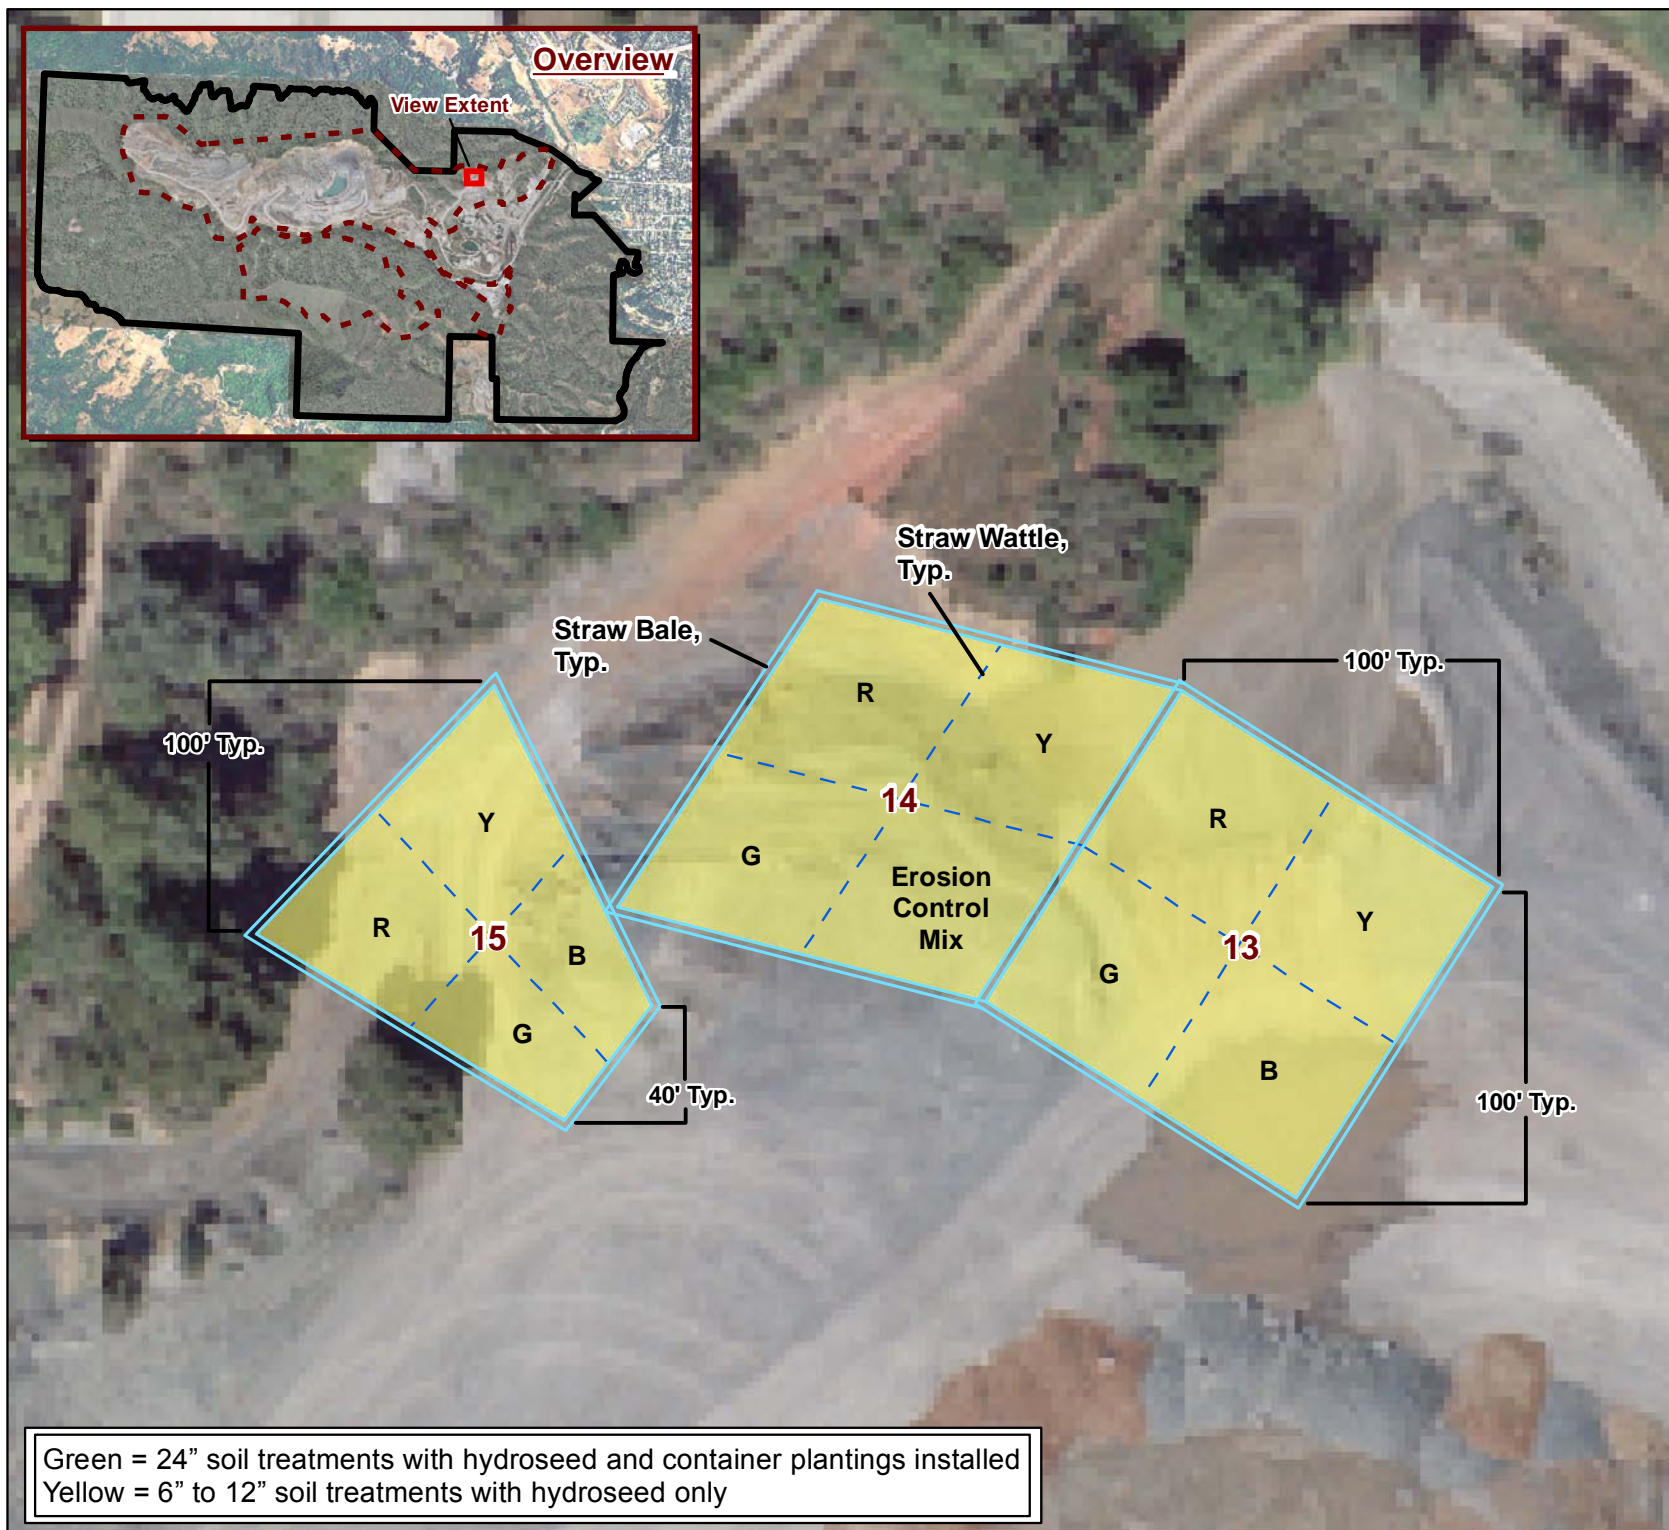 Overview
View Extent
Straw Wattle,
Typ.
Straw Bale,
Typ.
100' Typ.
100' Typ.
R
Y
14
G
Erosion
Control
Mix
R
Y
13
G
B
Y
R
15
B
G
40' Typ.
100' Typ.
Green = 24” soil treatments with hydroseed and container plantings installed
Yellow = 6” to 12” soil treatments with hydroseed only